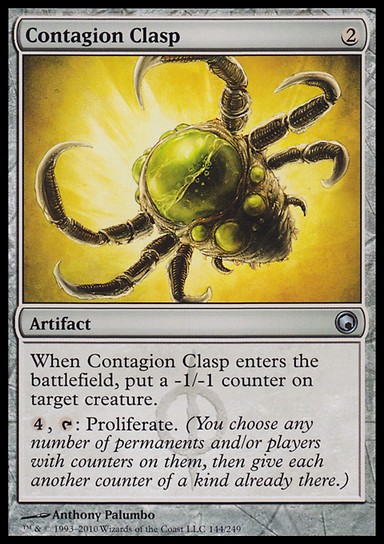 Contagion Clasp 2
Artifact
When Contagion Clasp enters the
battlefield, put a -1/-1 counter on
target creature.
4, T: Proliferate. (You choose any
number of permanents and/or players
with counters on them, then give each
another counter of a kind already there.)
Anthony Palumbo
™ & © 1993–2010 Wizards of the Coast LLC 144/249